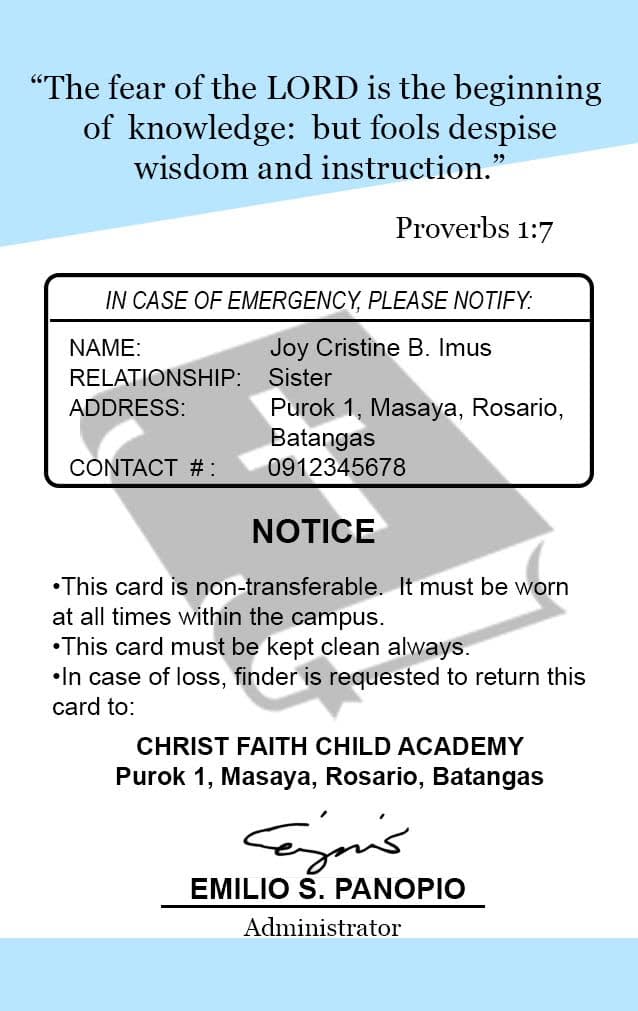 “The fear of the LORD is the beginning
of knowledge: but fools despise
wisdom and instruction.”
Proverbs 1:7
IN CASE OF EMERGENCY, PLEASE NOTIFY:
NAME: Joy Cristine B. Imus
RELATIONSHIP: Sister
ADDRESS: Purok 1, Masaya, Rosario,
Batangas
CONTACT # : 0912345678
NOTICE
•This card is non-transferable. It must be worn
at all times within the campus.
•This card must be kept clean always.
•In case of loss, finder is requested to return this
card to:
CHRIST FAITH CHILD ACADEMY
Purok 1, Masaya, Rosario, Batangas
EMILIO S. PANOPIO
Administrator